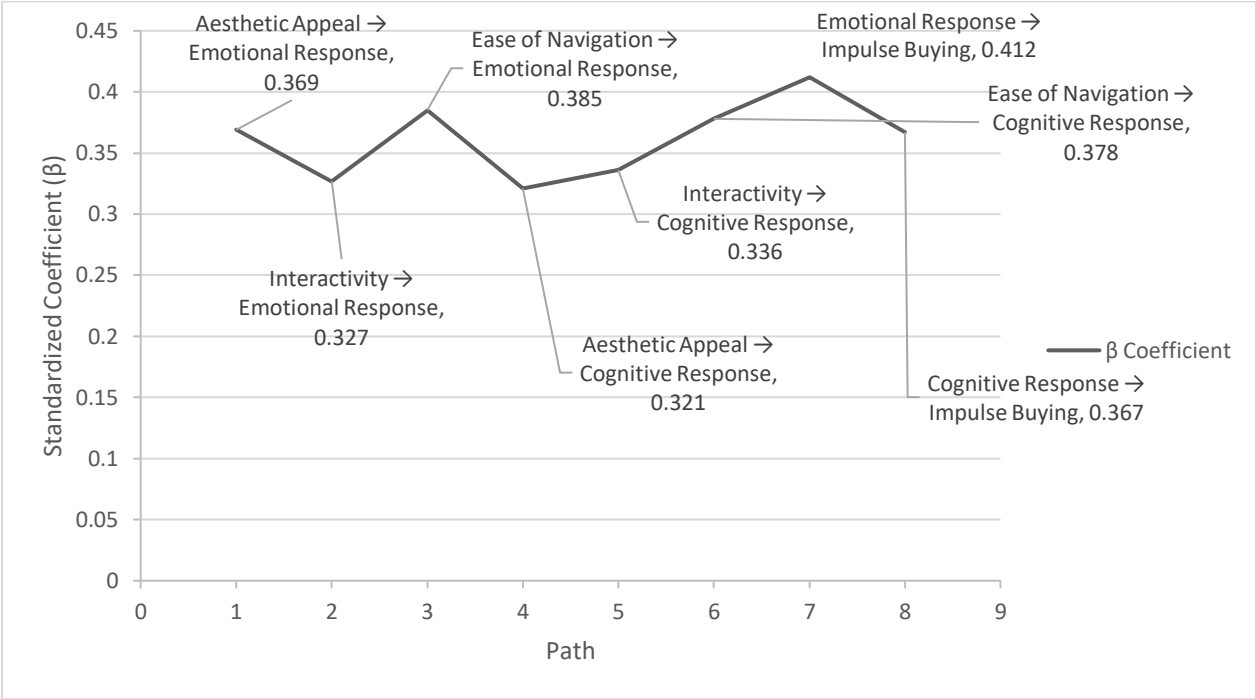 Aesthetic Appeal →
Emotional Response,
0.369
Ease of Navigation →
Emotional Response,
0.385
Emotional Response →
Impulse Buying, 0.412
Ease of Navigation →
Cognitive Response,
0.378
Interactivity →
Cognitive Response,
0.336
Interactivity →
Emotional Response,
0.327
Aesthetic Appeal →
Cognitive Response,
0.321
Cognitive Response →
Impulse Buying, 0.367
β Coefficient
Standardized Coefficient (β)
0.45
0.4
0.35
0.3
0.25
0.2
0.15
0.1
0.05
0
0 1 2 3 4 5 6 7 8 9
Path